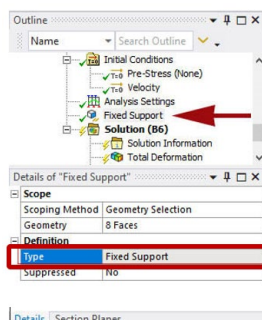 Outline
Name Search Outline
Initial Conditions
T=0 Pre-Stress (None)
T=0 Velocity
Analysis Settings
Fixed Support
Solution (B6)
Solution Information
Total Deformation
Details of "Fixed Support"
Scope
Scoping Method Geometry Selection
Geometry 8 Faces
Definition
Type Fixed Support
Suppressed No
Details Section Planes